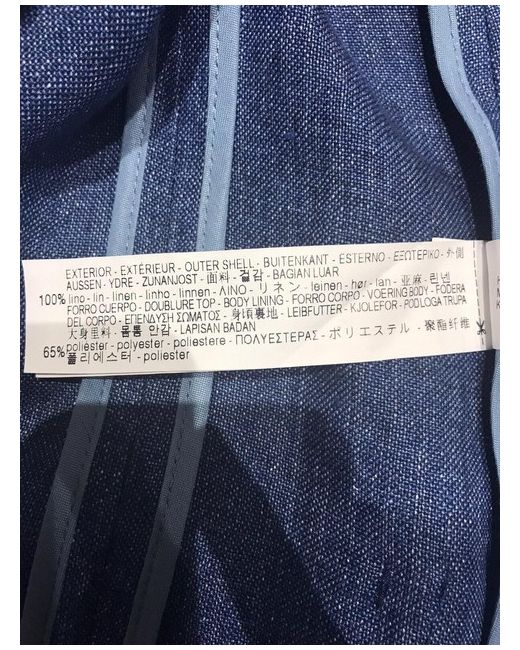 EXTERIOR - EXTÉRIEUR - OUTER SHELL - BUITENKANT - ESTERNO - ΕΞΩΤΕΡΙΚΟ - 外側
AUSSEN - YDRE - ZUNANJOST - 面料 - 겉감 - BAGIAN LUAR
100% lino - lin - linen - linho - linnen - ΛΙΝΟ - リネン - leinen - hør - lan - 亚麻 - 린넨
FORRO CUERPO - DOUBLURE TOP - BODY LINING - FORRO CORPO - VOERING BODY - FODERA
DEL CORPO - ΕΠΕΝΔΥΣΗ ΣΩΜΑΤΟΣ - 身頃裏地 - LEIBFUTTER - KJOLEFOR - PODLOGA TRUPA
大身里料 - 몸통 안감 - LAPISAN BADAN
65% poliester - polyester - poliestere - ΠΟΛΥΕΣΤΕΡΑΣ - ポリエステル - 聚酯纤维
폴리에스터 - poliester